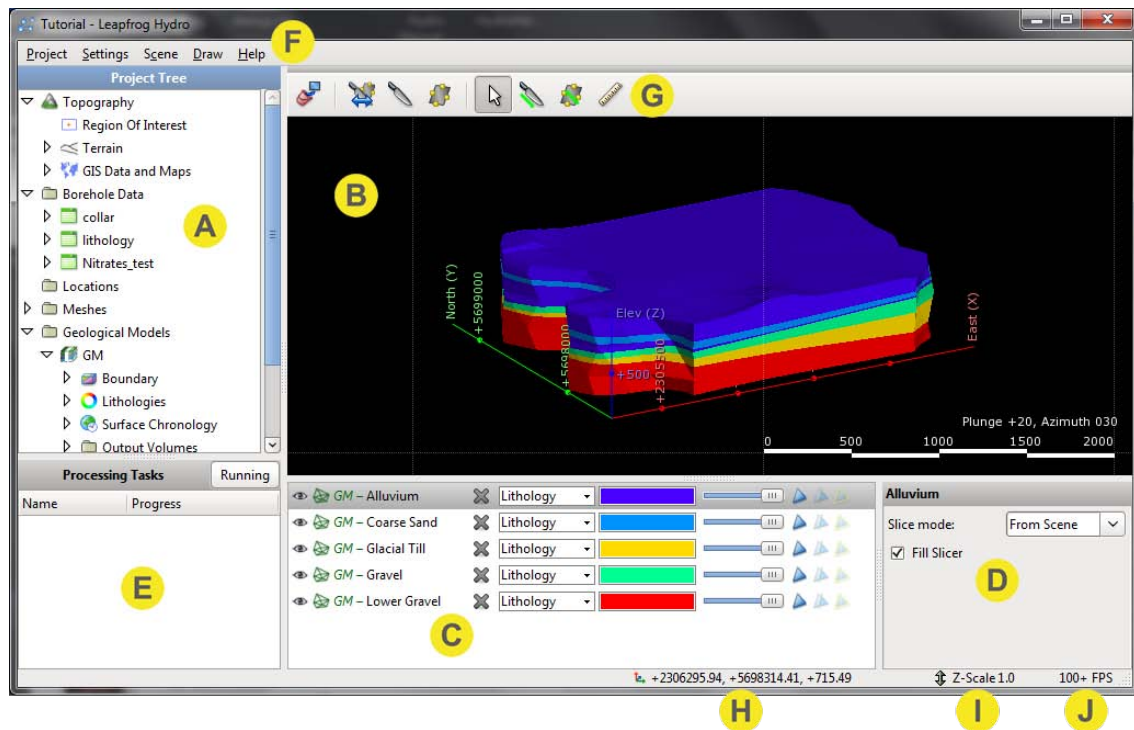 Tutorial - Leapfrog Hydro
Project Settings Scene Draw Help
F
Project Tree
Topography
Region Of Interest
Terrain
GIS Data and Maps
Borehole Data
collar
lithology
Nitrates_test
Locations
Meshes
Geological Models
GM
Boundary
Lithologies
Surface Chronology
Output Volumes
A
G
B
North (Y)
+5699000
+5698000
Elev (Z)
+500
+2305500
East (X)
Plunge +20, Azimuth 030
0 500 1000 1500 2000
Processing Tasks Running
Name Progress
E
GM – Alluvium Lithology
GM – Coarse Sand Lithology
GM – Glacial Till Lithology
GM – Gravel Lithology
GM – Lower Gravel Lithology
C
Alluvium
Slice mode: From Scene
Fill Slicer
D
+2306295.94, +5698314.41, +715.49 Z-Scale 1.0 100+ FPS
H I J